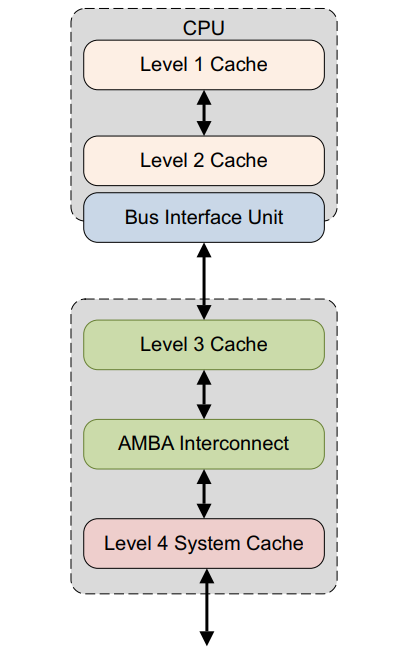 CPU
Level 1 Cache
Level 2 Cache
Bus Interface Unit
Level 3 Cache
AMBA Interconnect
Level 4 System Cache